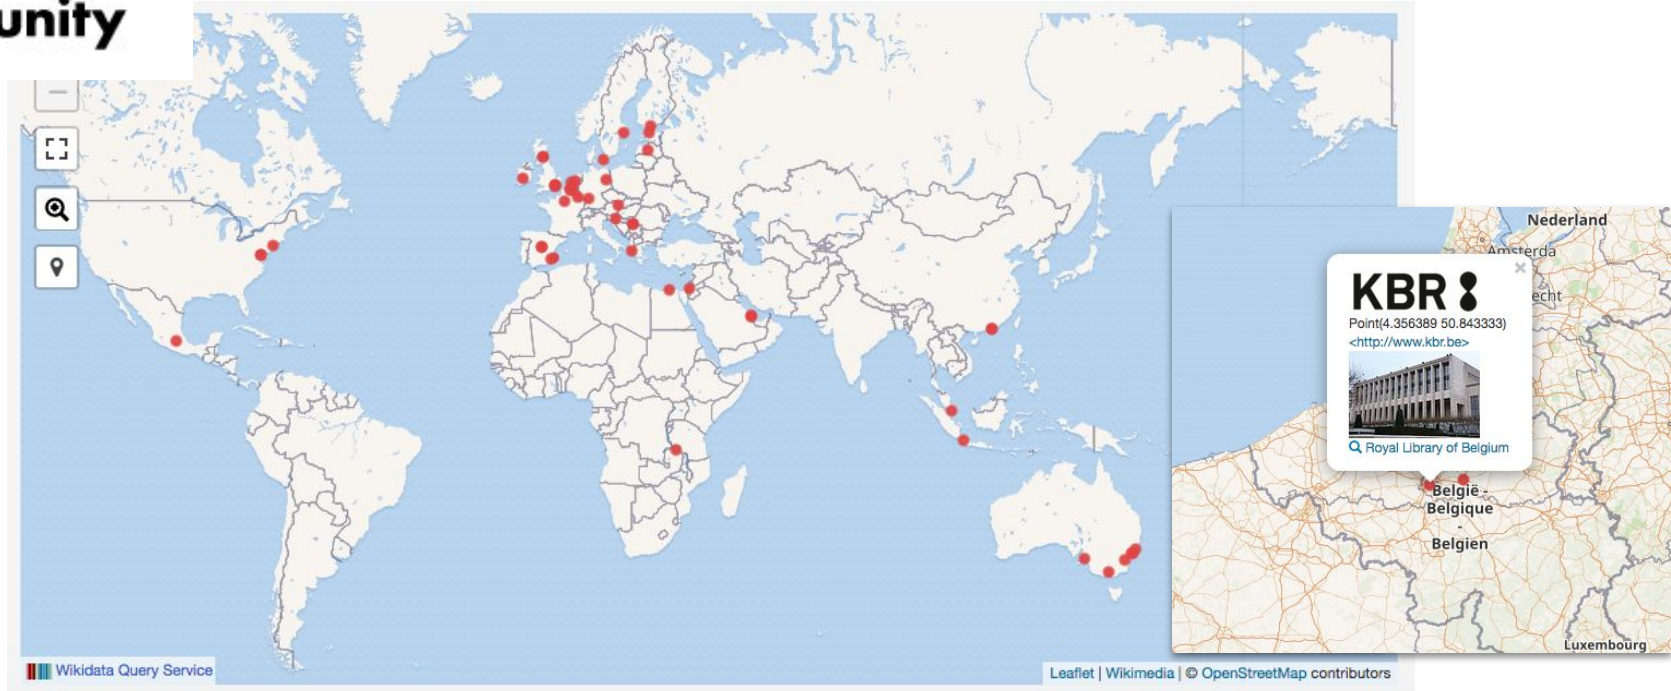 unity
Nederland
Amsterda
echt
KBR
Point(4.356389 50.843333)
<http://www.kbr.be>
Royal Library of Belgium
België -
Belgique
-
Belgien
Luxembourg
Wikidata Query Service
Leaflet | Wikimedia | © OpenStreetMap contributors